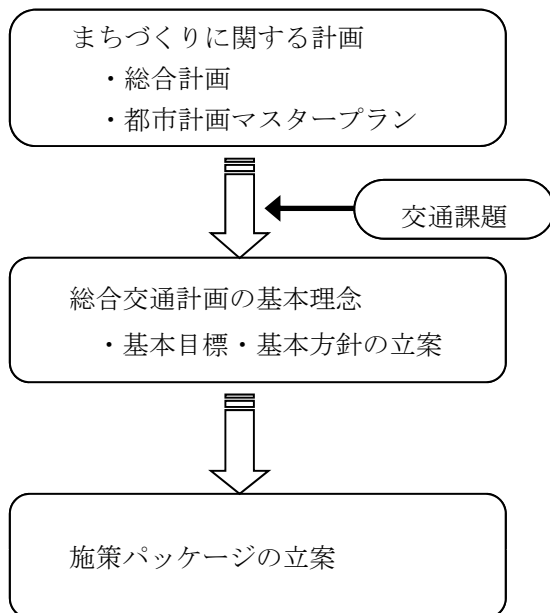 まちづくりに関する計画
・総合計画
・都市計画マスタープラン
交通課題
総合交通計画の基本理念
・基本目標・基本方針の立案
施策パッケージの立案